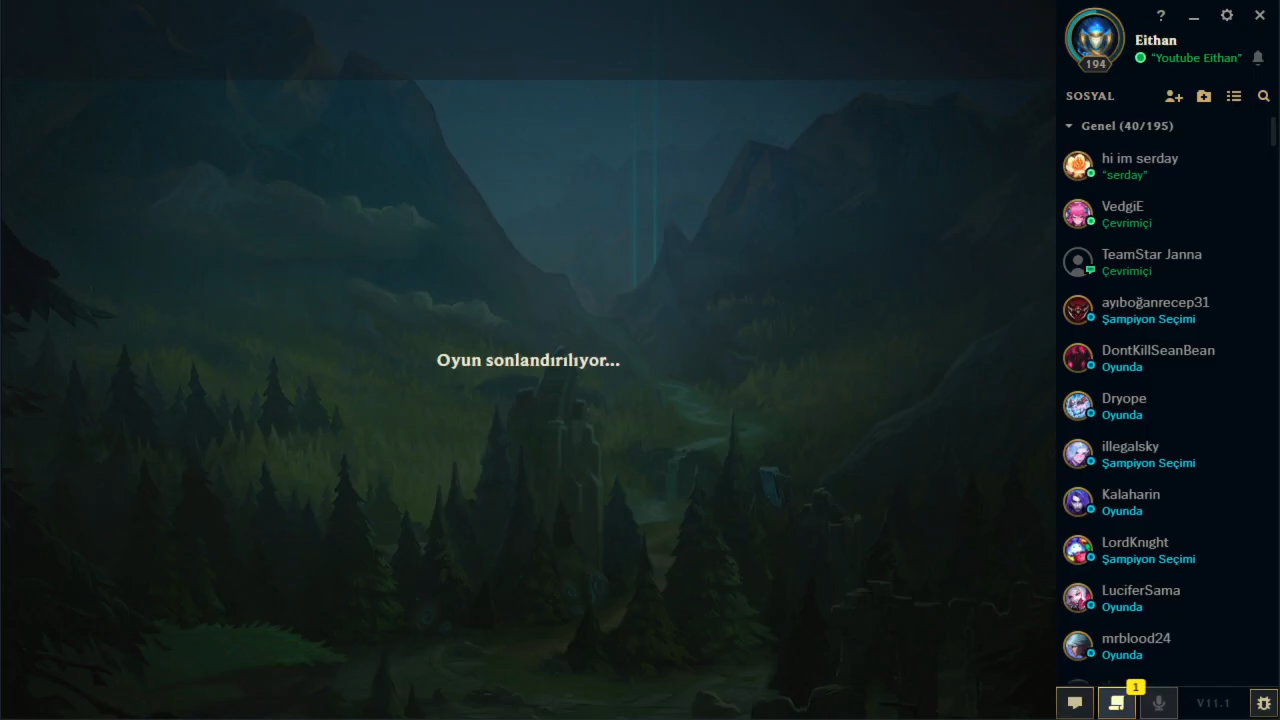 ?
Eithan
194
"Youtube Eithan"
SOSYAL
Genel (40/195)
hi im serday
"serday"
VedgiE
Çevrimiçi
TeamStar Janna
Çevrimiçi
ayıboğanrecep31
Şampiyon Seçimi
DontKillSeanBean
Oyunda
Oyun sonlandırılıyor...
Dryope
Oyunda
illegalsky
Şampiyon Seçimi
Kalaharin
Oyunda
LordKnıght
Şampiyon Seçimi
LuciferSama
Oyunda
mrblood24
Oyunda
1
V11.1